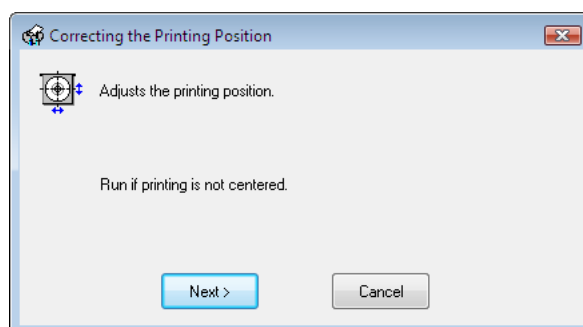 Correcting the Printing Position
Adjusts the printing position.
Run if printing is not centered.
Next >
Cancel